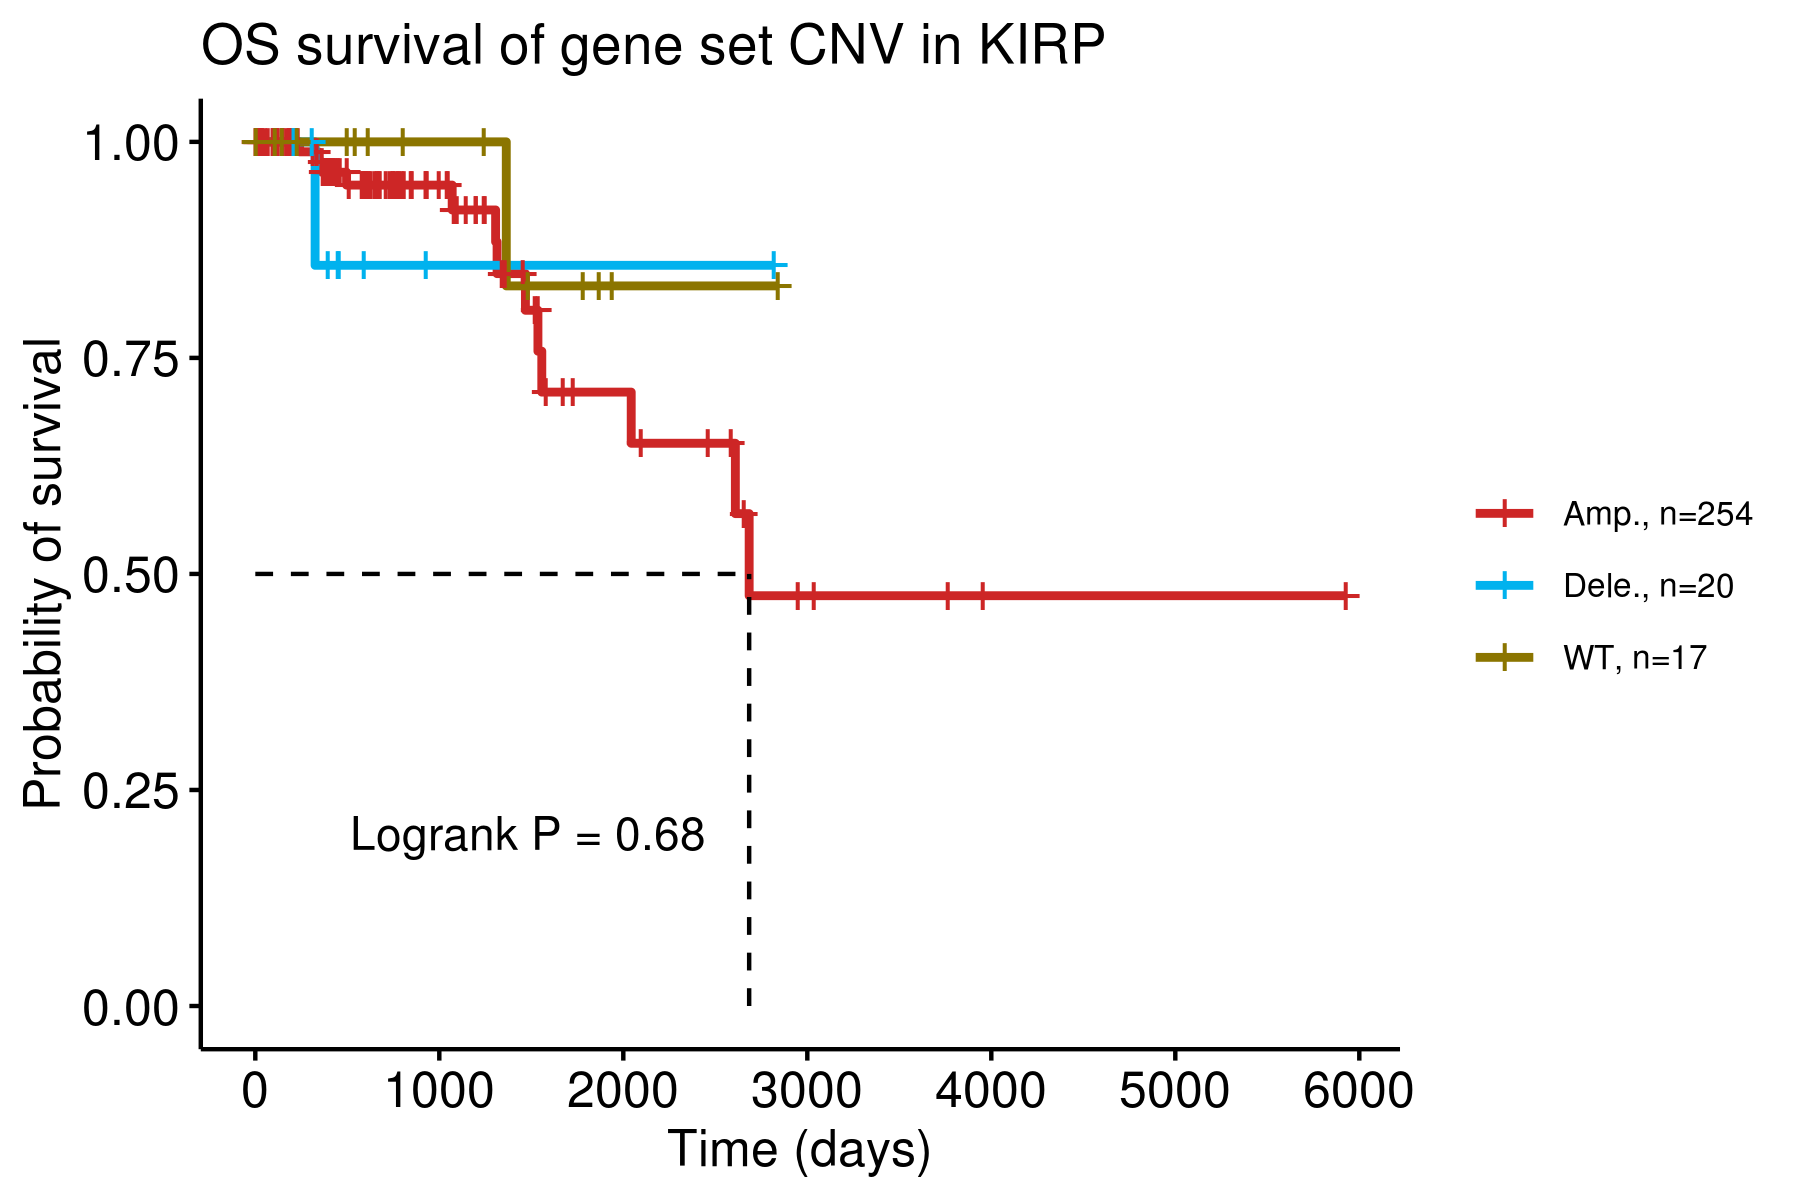 OS survival of gene set CNV in KIRP
Probability of survival
1.00
0.75
0.50
0.25
0.00
Logrank P = 0.68
Amp., n=254
Dele., n=20
WT, n=17
0 1000 2000 3000 4000 5000 6000
Time (days)